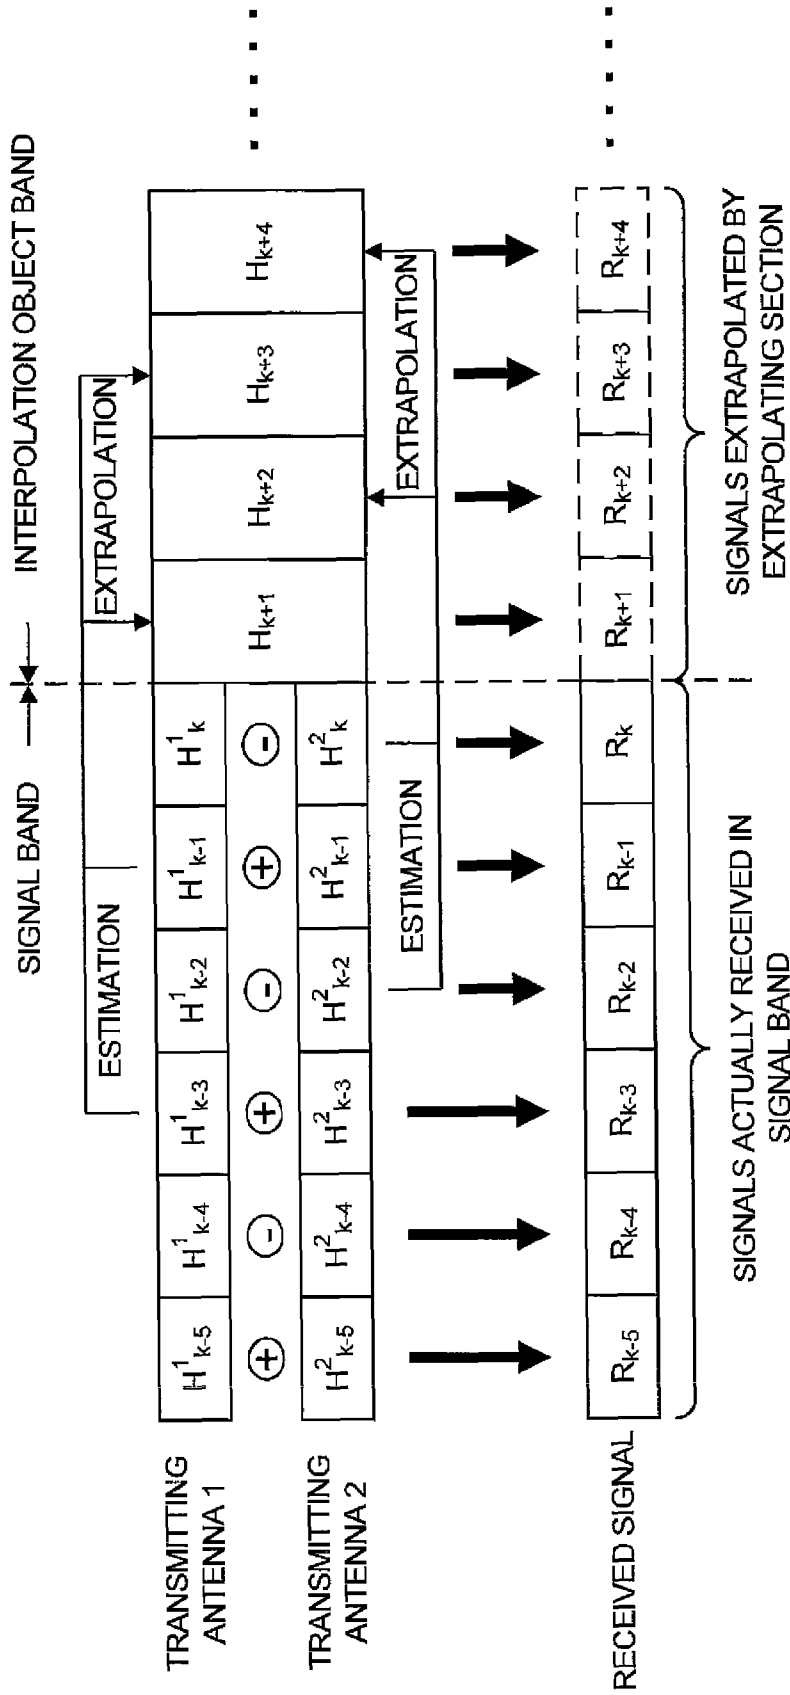 SIGNAL BAND
INTERPOLATION OBJECT BAND
ESTIMATION
EXTRAPOLATION
TRANSMITTING
ANTENNA 1
H¹k-5
H¹k-4
H¹k-3
H¹k-2
H¹k-1
H¹k
Hk+1
Hk+2
Hk+3
Hk+4
+
-
+
-
+
-
TRANSMITTING
ANTENNA 2
H²k-5
H²k-4
H²k-3
H²k-2
H²k-1
H²k
ESTIMATION
EXTRAPOLATION
RECEIVED SIGNAL
Rk-5
Rk-4
Rk-3
Rk-2
Rk-1
Rk
Rk+1
Rk+2
Rk+3
Rk+4
SIGNALS ACTUALLY RECEIVED IN
SIGNAL BAND
SIGNALS EXTRAPOLATED BY
EXTRAPOLATING SECTION